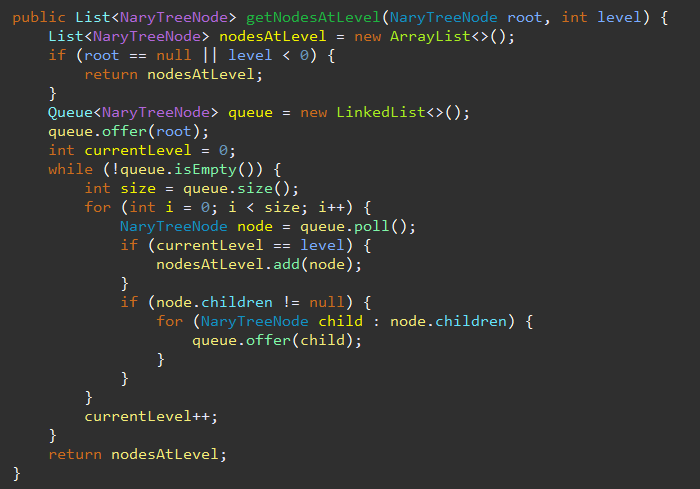 public List<NaryTreeNode> getNodesAtLevel(NaryTreeNode root, int level) {
    List<NaryTreeNode> nodesAtLevel = new ArrayList<>();
    if (root == null || level < 0) {
        return nodesAtLevel;
    }
    Queue<NaryTreeNode> queue = new LinkedList<>();
    queue.offer(root);
    int currentLevel = 0;
    while (!queue.isEmpty()) {
        int size = queue.size();
        for (int i = 0; i < size; i++) {
            NaryTreeNode node = queue.poll();
            if (currentLevel == level) {
                nodesAtLevel.add(node);
            }
            if (node.children != null) {
                for (NaryTreeNode child : node.children) {
                    queue.offer(child);
                }
            }
        }
        currentLevel++;
    }
    return nodesAtLevel;
}